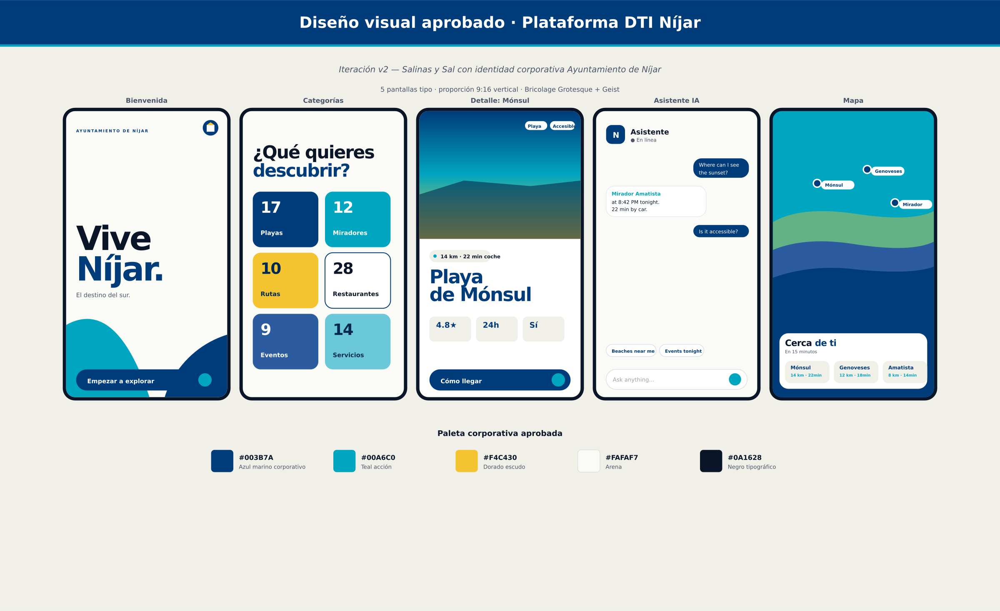 Diseño visual aprobado · Plataforma DTI Níjar
Iteración v2 — Salinas y Sal con identidad corporativa Ayuntamiento de Níjar
5 pantallas tipo · proporción 9:16 vertical · Bricolage Grotesque + Geist
Bienvenida
AYUNTAMIENTO DE NÍJAR
Vive
Níjar.
El destino del sur.
Empezar a explorar
Categorías
¿Qué quieres
descubrir?
17
Playas
12
Miradores
10
Rutas
28
Restaurantes
9
Eventos
14
Servicios
Detalle: Mónsul
Playa
Accesible
14 km · 22 min coche
Playa
de Mónsul
4.8★
24h
Sí
Cómo llegar
Asistente IA
N
Asistente
● En línea
Where can I see
the sunset?
Mirador Amatista
at 8:42 PM tonight.
22 min by car.
Is it accessible?
Beaches near me
Events tonight
Ask anything...
Mapa
Genoveses
Mónsul
Mirador
Cerca de ti
En 15 minutos
Mónsul
14 km · 22min
Genoveses
12 km · 18min
Amatista
8 km · 14min
Paleta corporativa aprobada
#003B7A
Azul marino corporativo
#00A6C0
Teal acción
#F4C430
Dorado escudo
#FAFAF7
Arena
#0A1628
Negro tipográfico